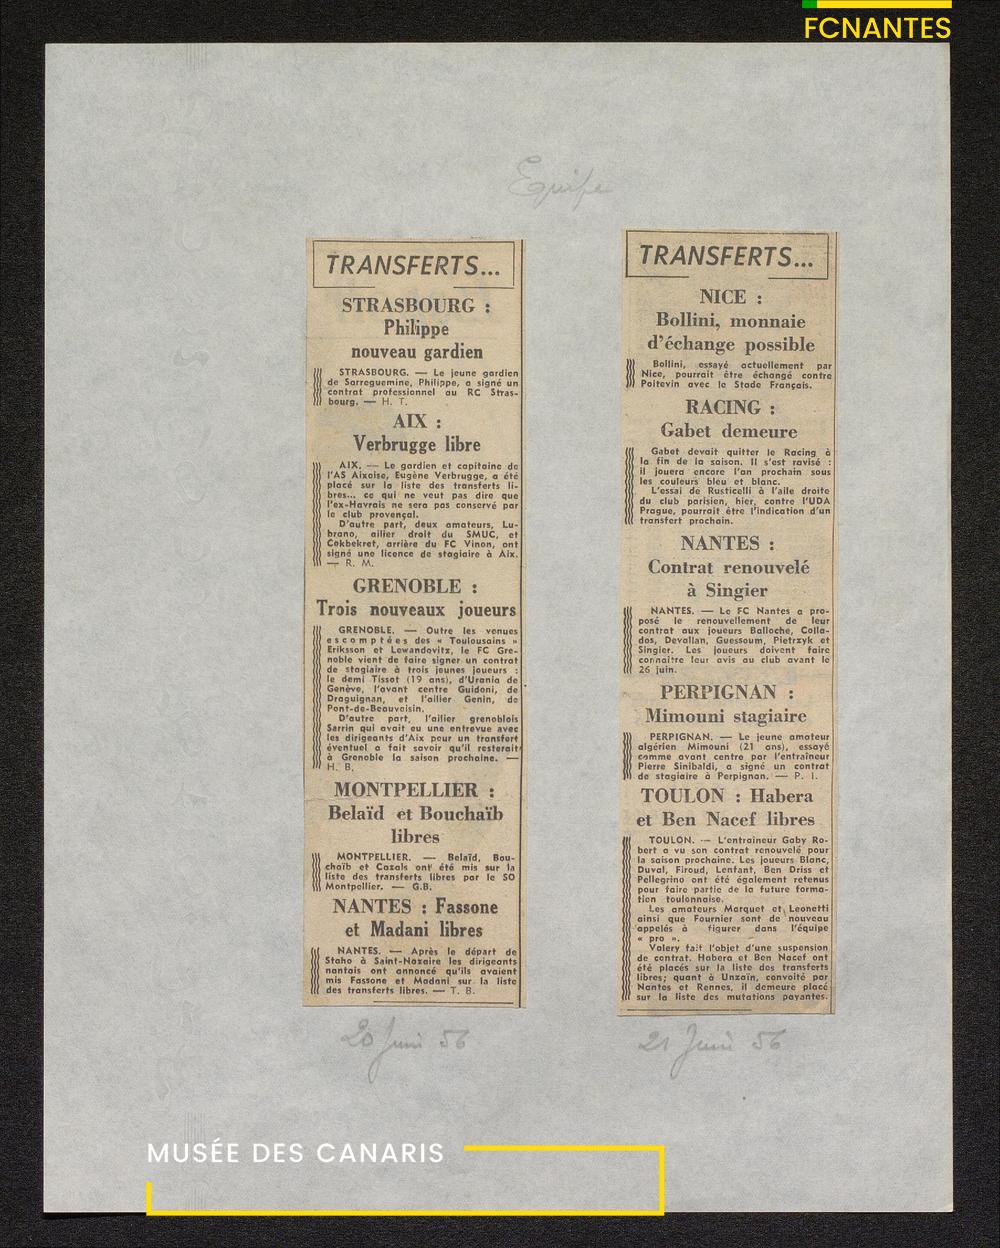 FCNANTES
Equipe
TRANSFERTS...
STRASBOURG :
Philippe
nouveau gardien
STRASBOURG. — Le jeune gardien
de Sarreguemine, Philippe, a signé un
contrat professionnel au RC Stras-
bourg. — H. T.
AIX :
Verbrugge libre
AIX. — Le gardien et capitaine de
l'AS Aixoise, Eugène Verbrugge, a été
placé sur la liste des transferts li-
bres... ce qui ne veut pas dire que
l'ex-Havrais ne sera pas conservé par
le club provençal.
D'autre part, deux amateurs, Lu-
brano, ailier droit du SMUC, et
Cokbekret, arrière du FC Vinon, ont
signé une licence de stagiaire à Aix.
— R. M.
GRENOBLE :
Trois nouveaux joueurs
GRENOBLE. — Outre les venues
escomptées des « Toulousains »
Eriksson et Lewandovitz, le FC Gre-
noble vient de faire signer un contrat
de stagiaire à trois jeunes joueurs :
le demi Tissot (19 ans), d'Urania de
Genève, l'avant centre Guidoni, de
Draguignan, et l'ailier Genin, de
Pont-de-Beauvoisin.
D'autre part, l'ailier grenoblois
Sarrin qui avait eu une entrevue avec
les dirigeants d'Aix pour un transfert
éventuel a fait savoir qu'il resterait
à Grenoble la saison prochaine. —
H. B.
MONTPELLIER :
Belaïd et Bouchaïb
libres
MONTPELLIER. — Belaïd, Bou-
chaïb et Cazals ont été mis sur la
liste des transferts libres par le SO
Montpellier. — G.B.
NANTES : Fassone
et Madani libres
NANTES. — Après le départ de
Staho à Saint-Nazaire les dirigeants
nantais ont annoncé qu'ils avaient
mis Fassone et Madani sur la liste
des transferts libres. — T. B.
20 Juin 56
TRANSFERTS...
NICE :
Bollini, monnaie
d'échange possible
Bollini, essayé actuellement par
Nice, pourrait être échangé contre
Poitevin avec le Stade Français.
RACING :
Gabet demeure
Gabet devait quitter le Racing à
la fin de la saison. Il s'est ravisé :
il jouera encore l'an prochain sous
les couleurs bleu et blanc.
L'essai de Rusticelli à l'aile droite
du club parisien, hier, contre l'UDA
Prague, pourrait être l'indication d'un
transfert prochain.
NANTES :
Contrat renouvelé
à Singier
NANTES. — Le FC Nantes a pro-
posé le renouvellement de leur
contrat aux joueurs Balloche, Colla-
dos, Devallan, Guessoum, Pietrzyk et
Singier. Les joueurs doivent faire
connaître leur avis au club avant le
26 juin.
PERPIGNAN :
Mimouni stagiaire
PERPIGNAN. — Le jeune amateur
algérien Mimouni (21 ans), essayé
comme avant centre par l'entraîneur
Pierre Sinibaldi, a signé un contrat
de stagiaire à Perpignan. — P. I.
TOULON : Habera
et Ben Nacef libres
TOULON. — L'entraîneur Gaby Ro-
bert a vu son contrat renouvelé pour
la saison prochaine. Les joueurs Blanc,
Duval, Firoud, Lenfant, Ben Driss et
Pellegrino ont été également retenus
pour faire partie de la future forma-
tion toulonnaise.
Les amateurs Marquet et Leonetti
ainsi que Fournier sont de nouveau
appelés à figurer dans l'équipe
« pro ».
Valery fait l'objet d'une suspension
de contrat. Habera et Ben Nacef ont
été placés sur la liste des transferts
libres; quant à Unzaïn, convoité par
Nantes et Rennes, il demeure placé
sur la liste des mutations payantes.
21 Juin 56
MUSÉE DES CANARIS